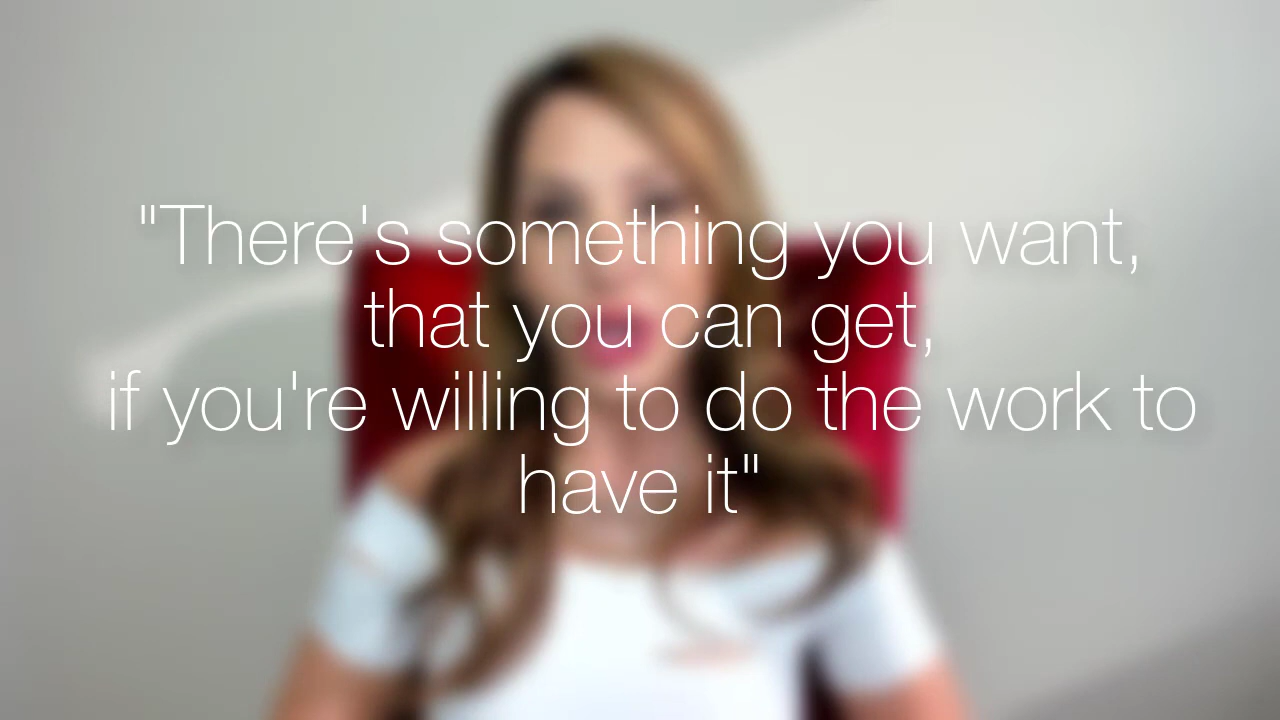 "There's something you want,
that you can get,
if you're willing to do the work to
have it"